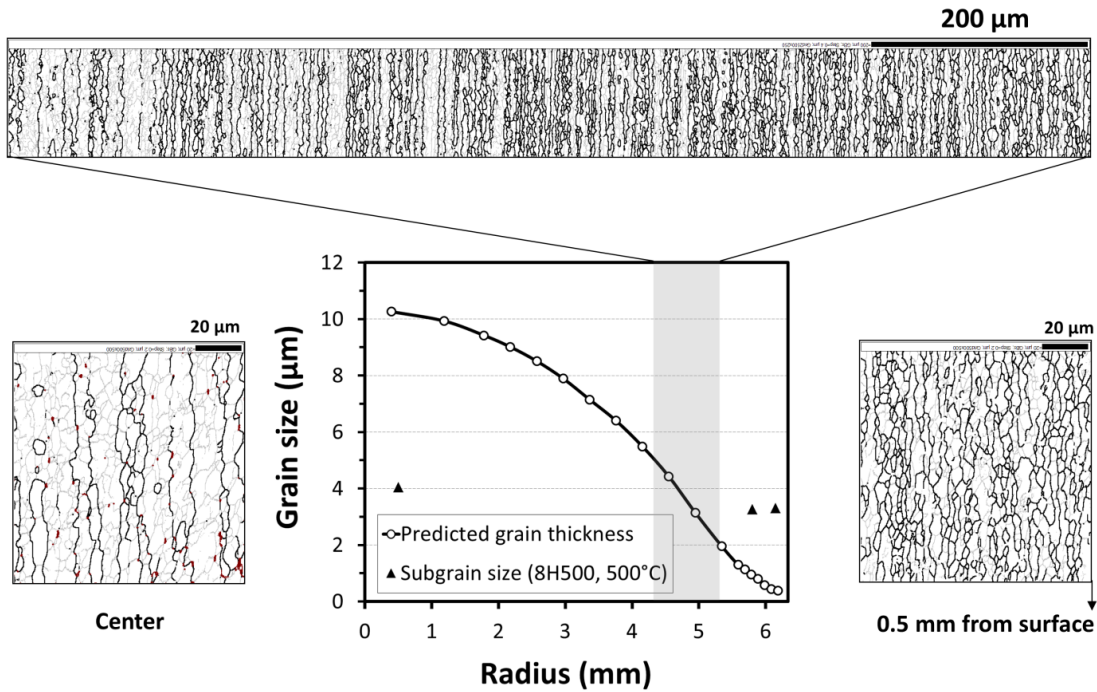 200 µm
20 µm
20 µm
Center
0.5 mm from surface
Grain size (µm)
12
10
8
6
4
2
0
Predicted grain thickness
Subgrain size (8H500, 500°C)
0 1 2 3 4 5 6
Radius (mm)